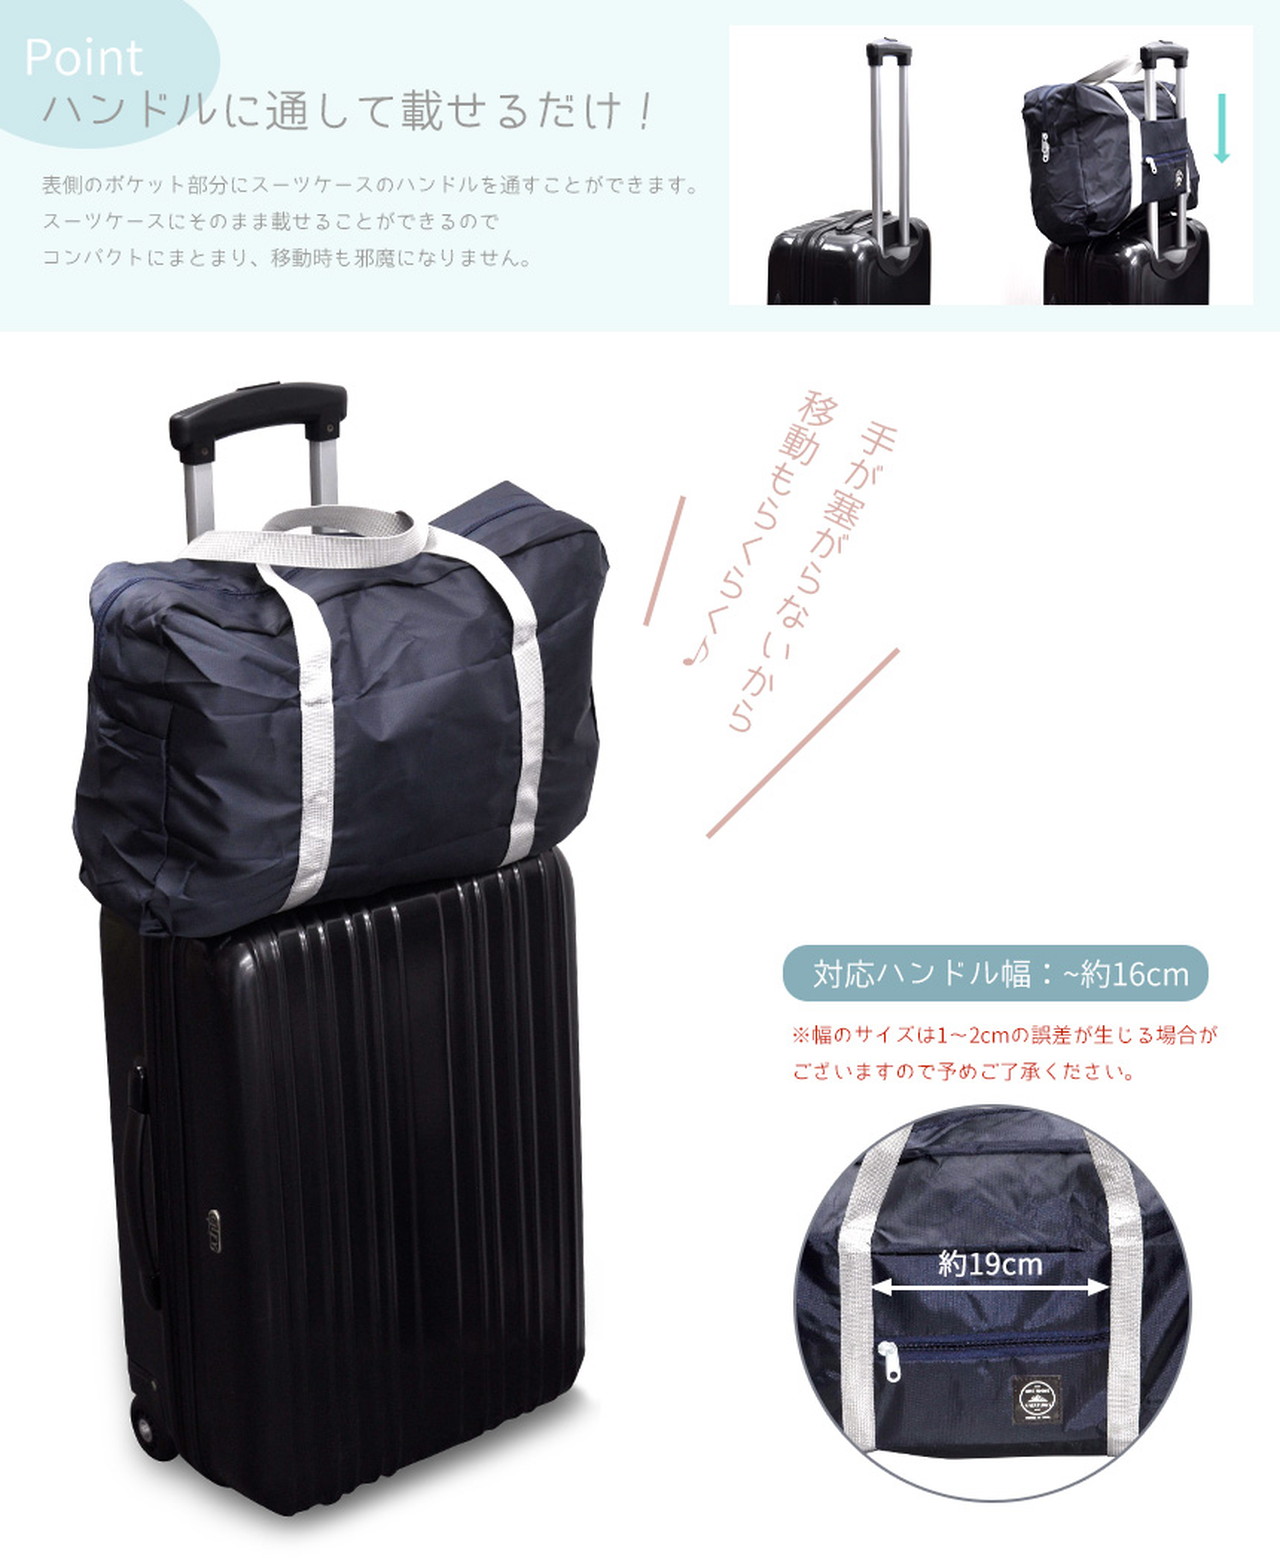 Point
ハンドルに通して載せるだけ!
表側のポケット部分にスーツケースのハンドルを通すことができます。
スーツケースにそのまま載せることができるので
コンパクトにまとまり、移動時も邪魔になりません。
手が塞がらないから
移動もらくらく♪
対応ハンドル幅:~約16cm
※幅のサイズは1〜2cmの誤差が生じる場合が
ございますので予めご了承ください。
約19cm